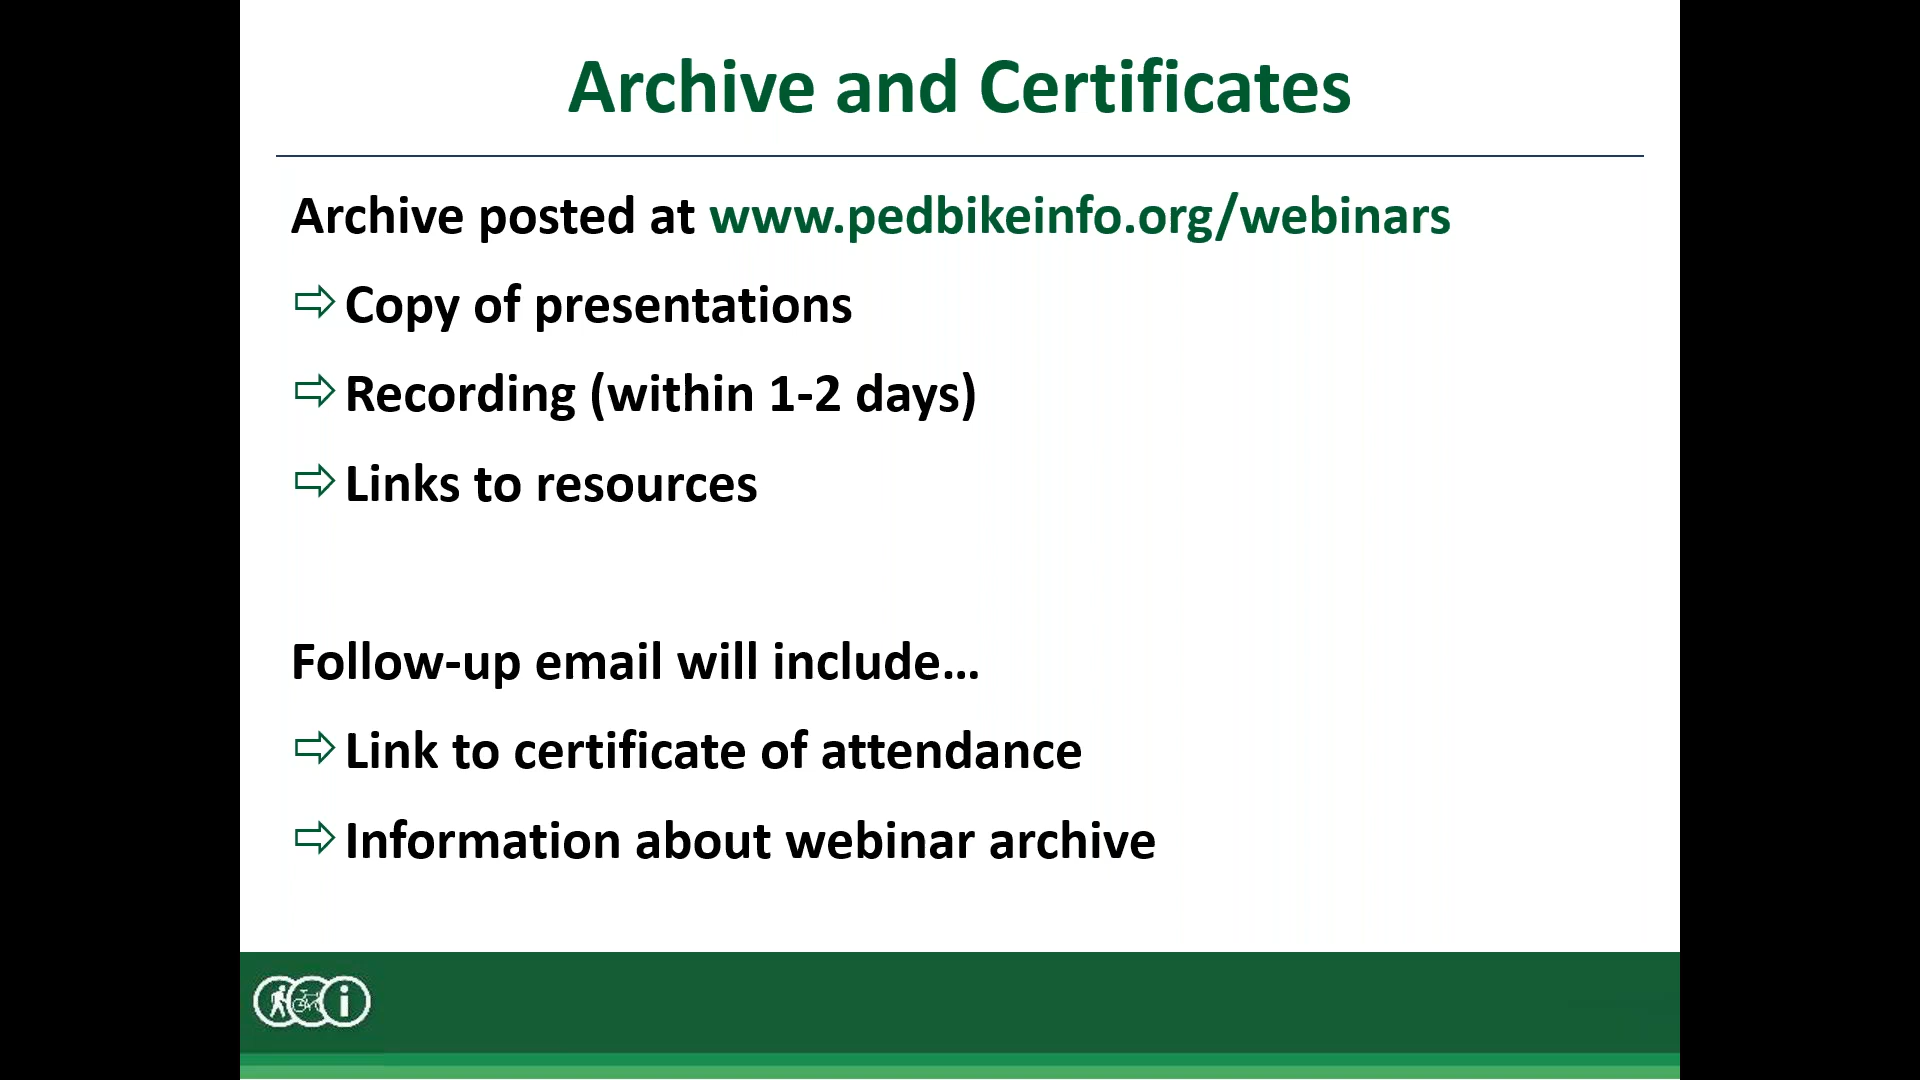 Archive and Certificates
Archive posted at www.pedbikeinfo.org/webinars
⇨ Copy of presentations
⇨ Recording (within 1-2 days)
⇨ Links to resources
Follow-up email will include…
⇨ Link to certificate of attendance
⇨ Information about webinar archive
i